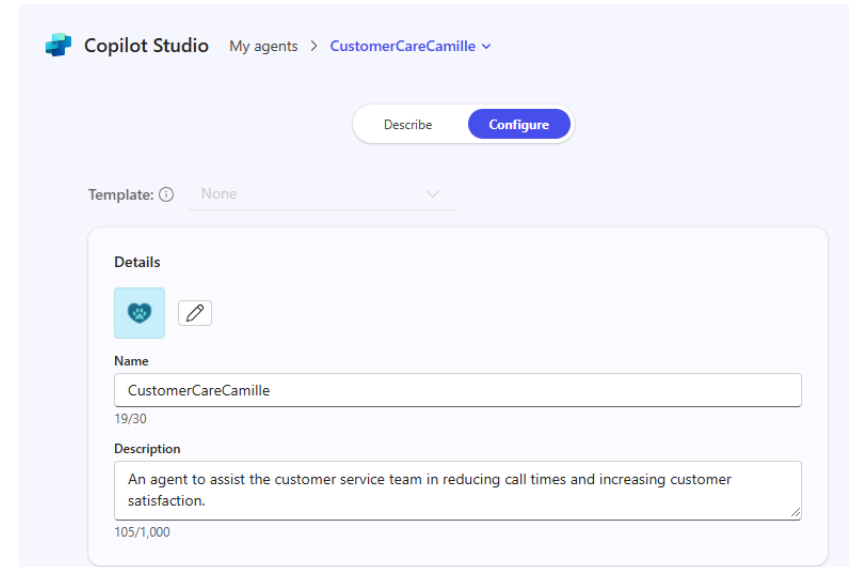 Copilot Studio My agents > CustomerCareCamille
Describe Configure
Template: None
Details
Name
CustomerCareCamille
19/30
Description
An agent to assist the customer service team in reducing call times and increasing customer
satisfaction.
105/1,000